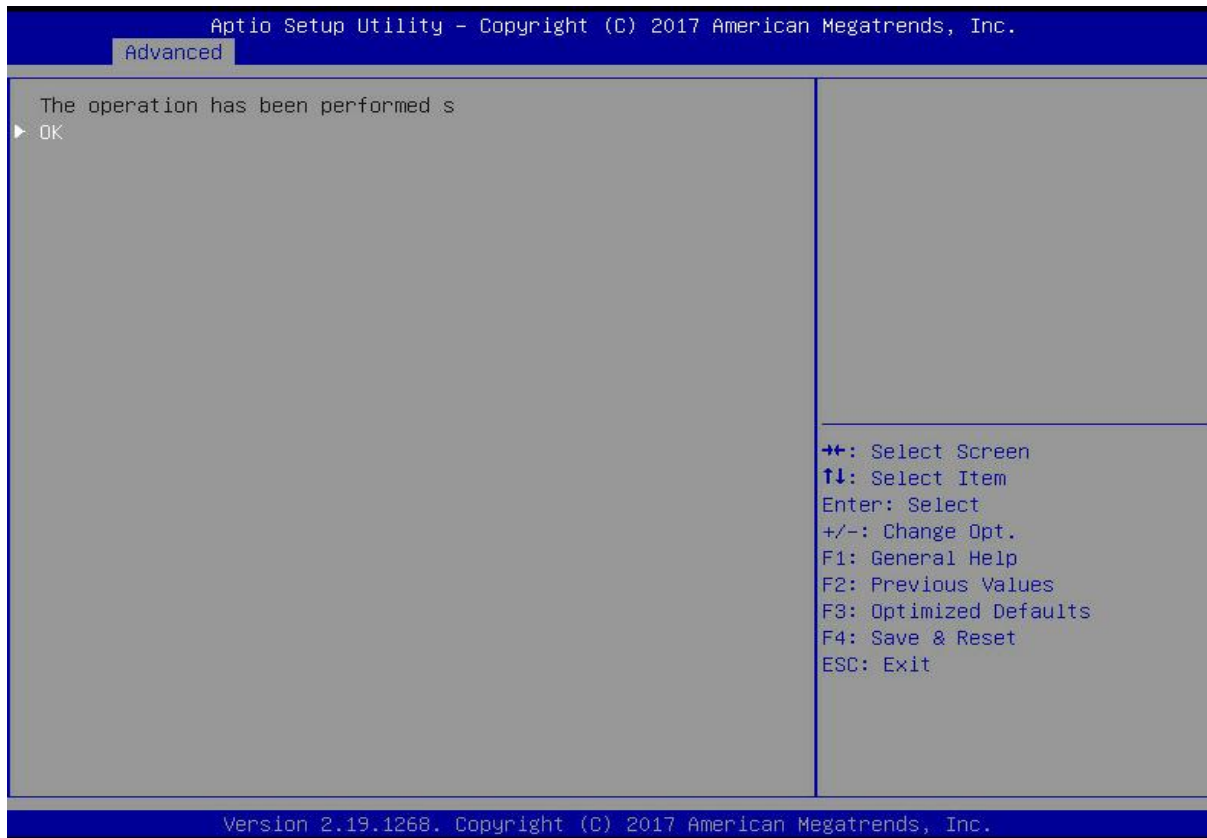 Aptio Setup Utility – Copyright (C) 2017 American Megatrends, Inc.
Advanced
The operation has been performed s
► OK
→←: Select Screen
↑↓: Select Item
Enter: Select
+/-: Change Opt.
F1: General Help
F2: Previous Values
F3: Optimized Defaults
F4: Save & Reset
ESC: Exit
Version 2.19.1268. Copyright (C) 2017 American Megatrends, Inc.